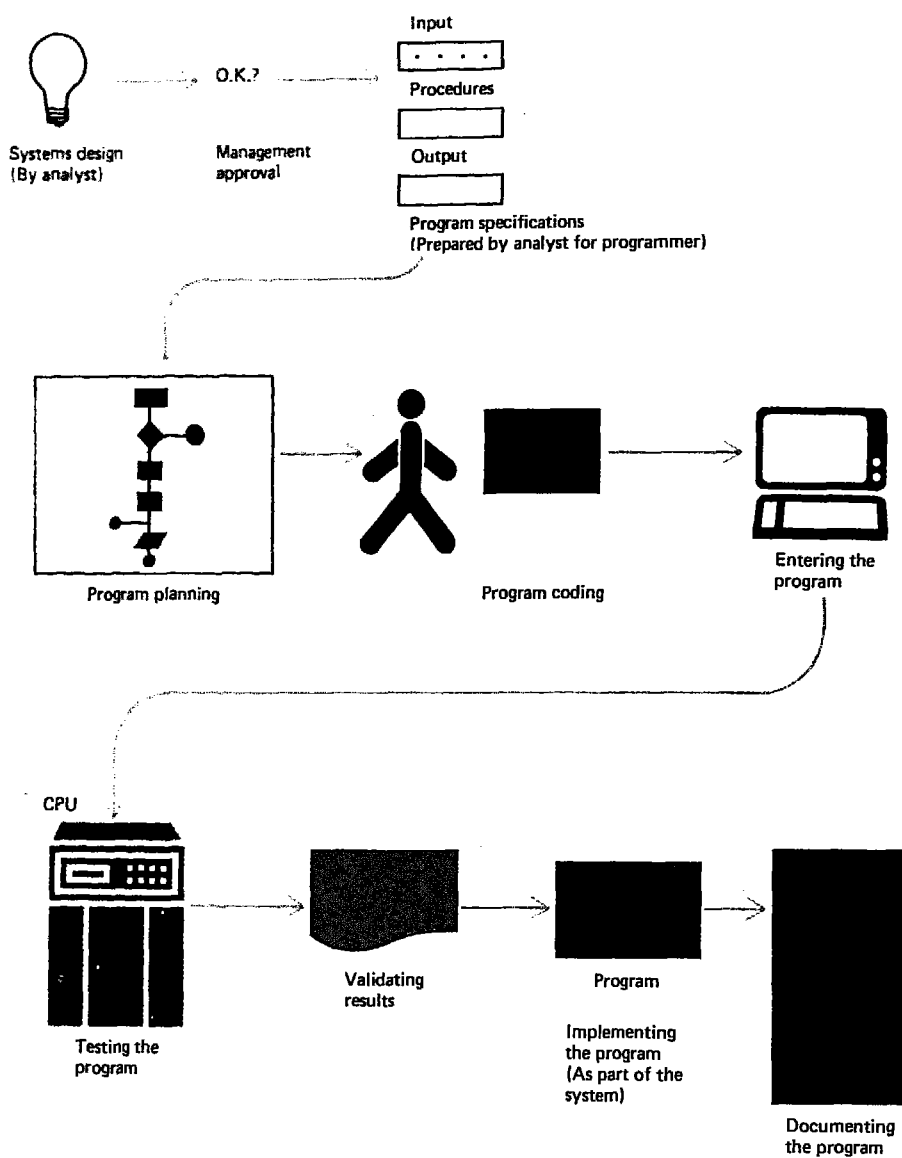 Input
O.K.?
Procedures
Systems design
(By analyst)
Management
approval
Output
Program specifications
(Prepared by analyst for programmer)
Program planning
Program coding
Entering the
program
CPU
Testing the
program
Validating
results
Program
Implementing
the program
(As part of the
system)
Documenting
the program